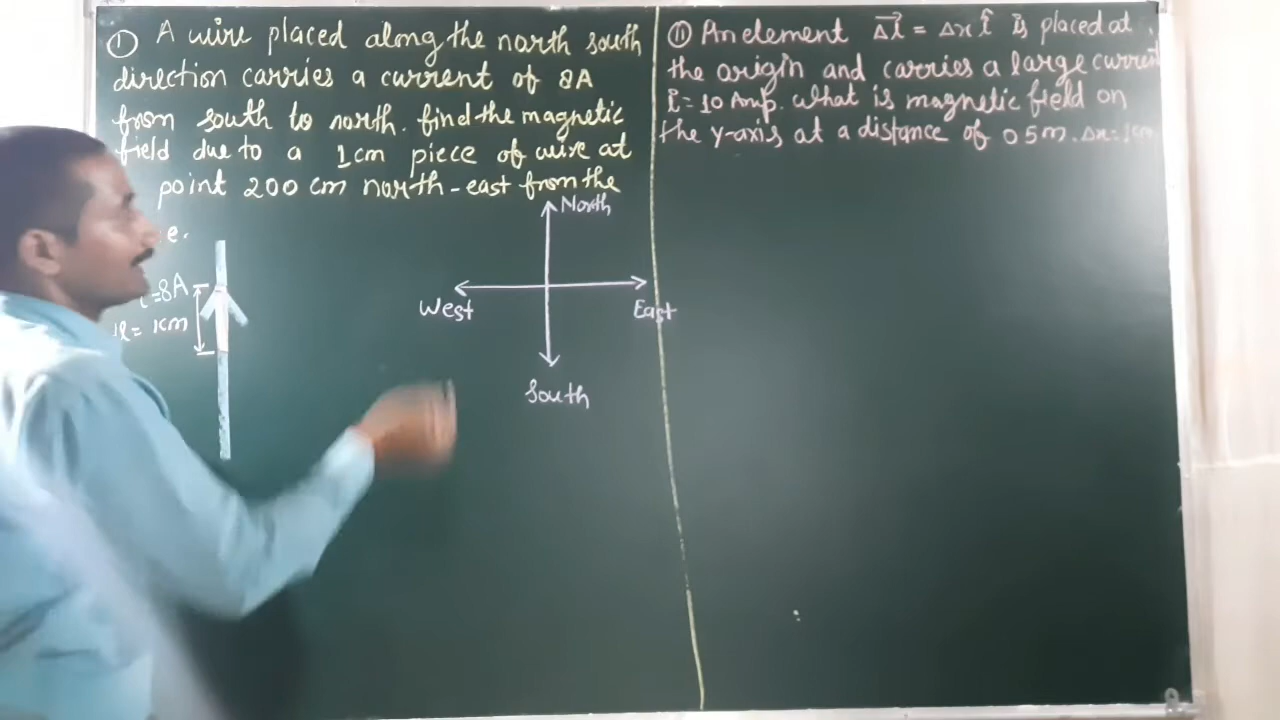 ① A wire placed along the north south
direction carries a current of 8A
from south to north. find the magnetic
field due to a 1cm piece of wire at
point 200 cm north-east from the
e.
i=8A
1cm
North
West
East
South
⑪ An element Δl⃗ = Δx î is placed at
the origin and carries a large current
i=10 Amp. What is magnetic field on
the y-axis at a distance of 0.5m. Δx=1cm